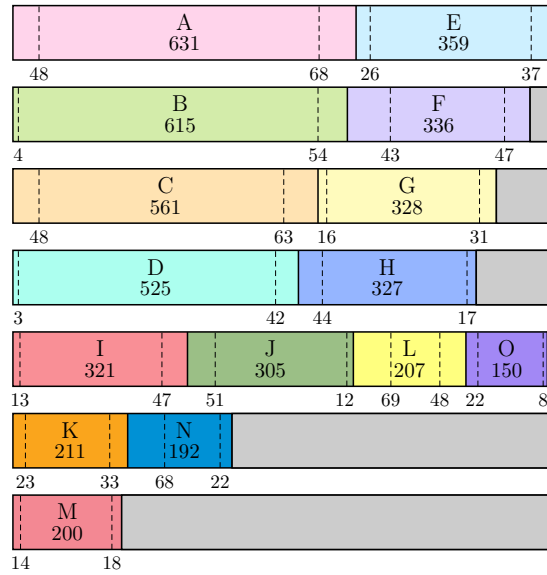 A E
631 359
48 68 26 37
B F
615 336
4 54 43 47
C G
561 328
48 63 16 31
D H
525 327
3 42 44 17
I J L O
321 305 207 150
13 47 51 12 69 48 22 8
K N
211 192
23 33 68 22
M
200
14 18